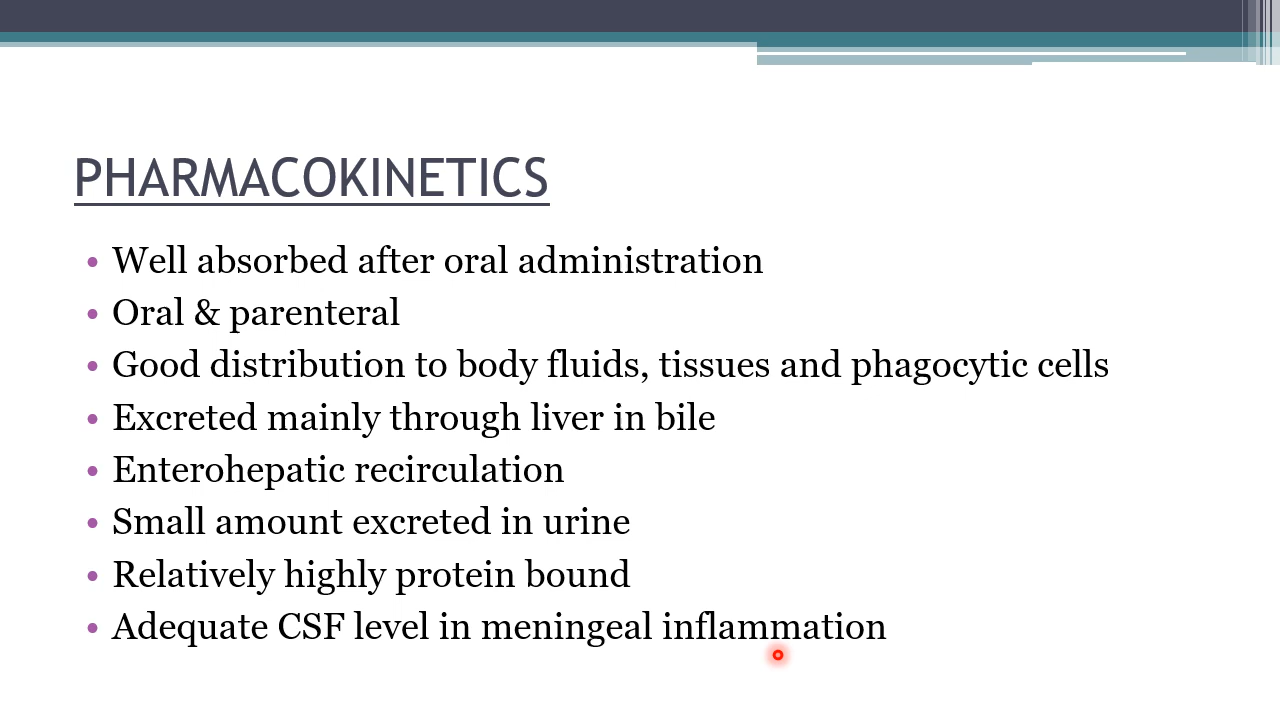 PHARMACOKINETICS
• Well absorbed after oral administration
• Oral & parenteral
• Good distribution to body fluids, tissues and phagocytic cells
• Excreted mainly through liver in bile
• Enterohepatic recirculation
• Small amount excreted in urine
• Relatively highly protein bound
• Adequate CSF level in meningeal inflammation